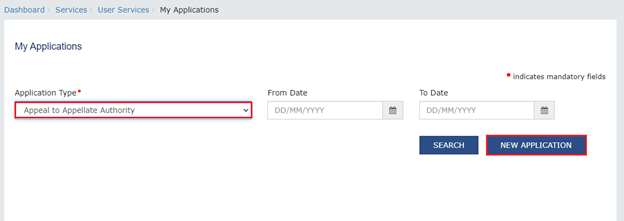 Dashboard › Services › User Services › My Applications
My Applications
• indicates mandatory fields
Application Type• From Date To Date
Appeal to Appellate Authority DD/MM/YYYY DD/MM/YYYY
SEARCH NEW APPLICATION